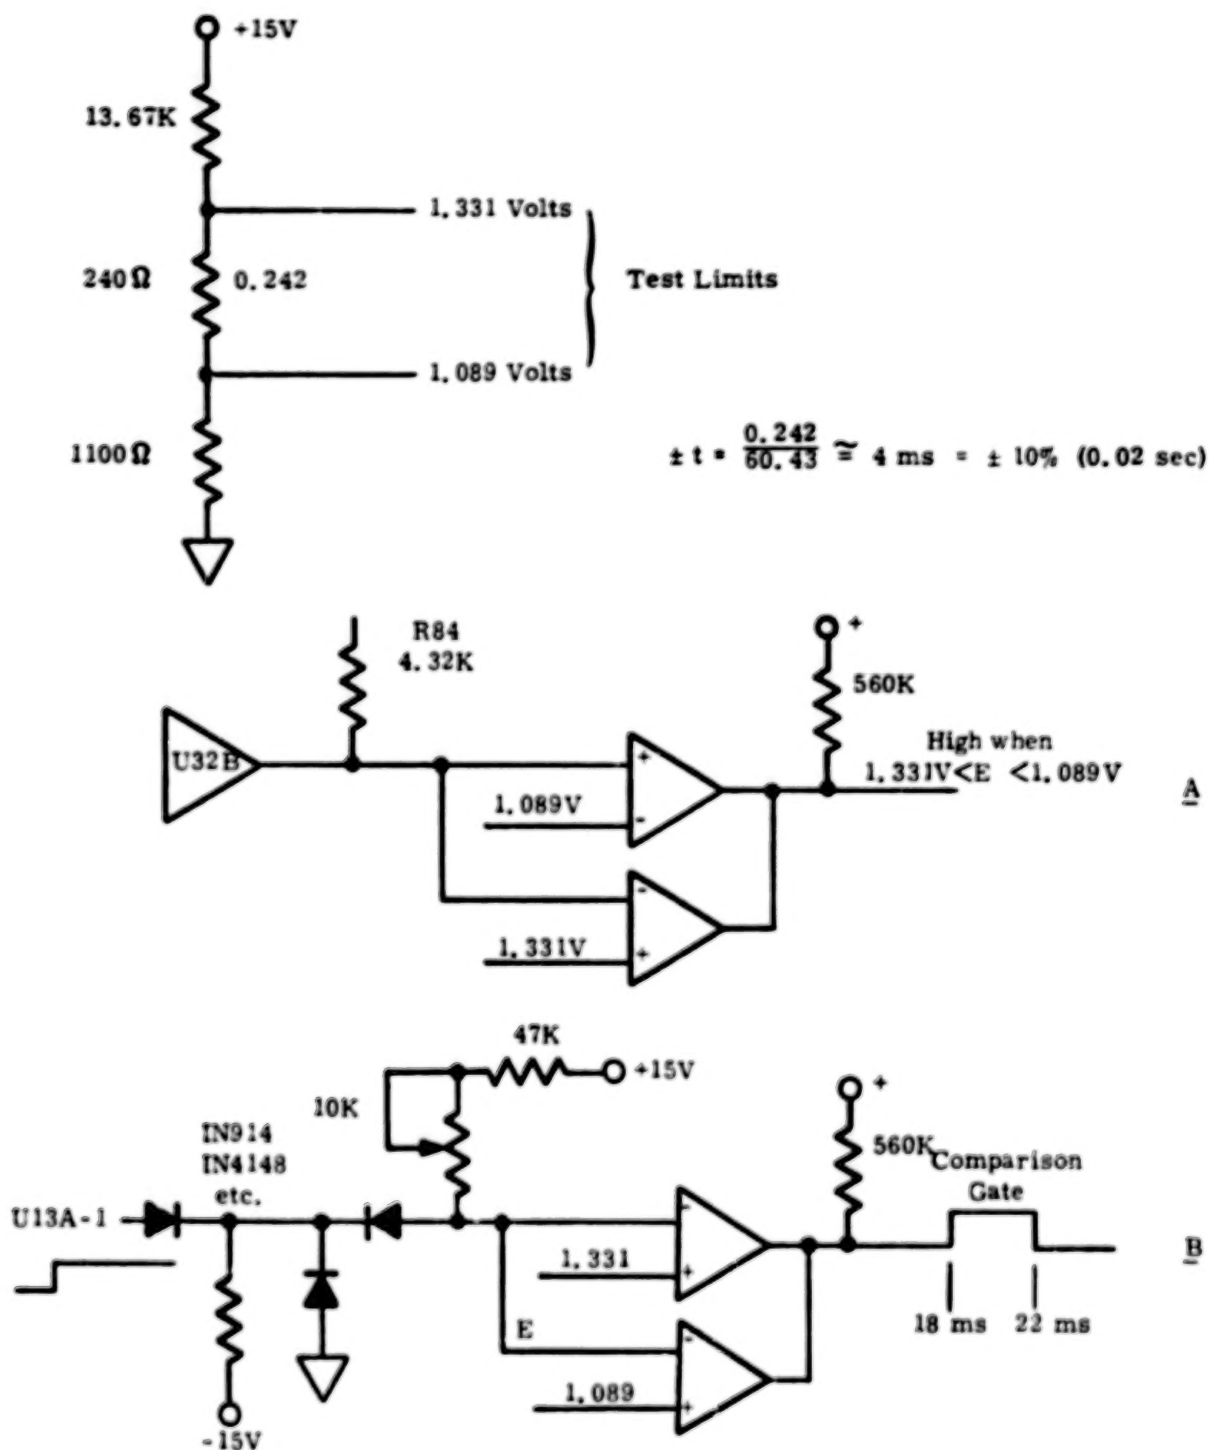 +15V
13.67K
1.331 Volts
240Ω
0.242
Test Limits
1.089 Volts
1100Ω
± t = 0.242 / 60.43 ≅ 4 ms = ± 10% (0.02 sec)
R84
4.32K
+
560K
U32B
High when
1.331V<E <1.089V
A
+
1.089V
-
-
1.331V
+
47K
+15V
10K
+
560K
Comparison
Gate
IN914
IN4148
etc.
U13A-1
-
1.331
+
B
18 ms
22 ms
E
-
1.089
+
-15V